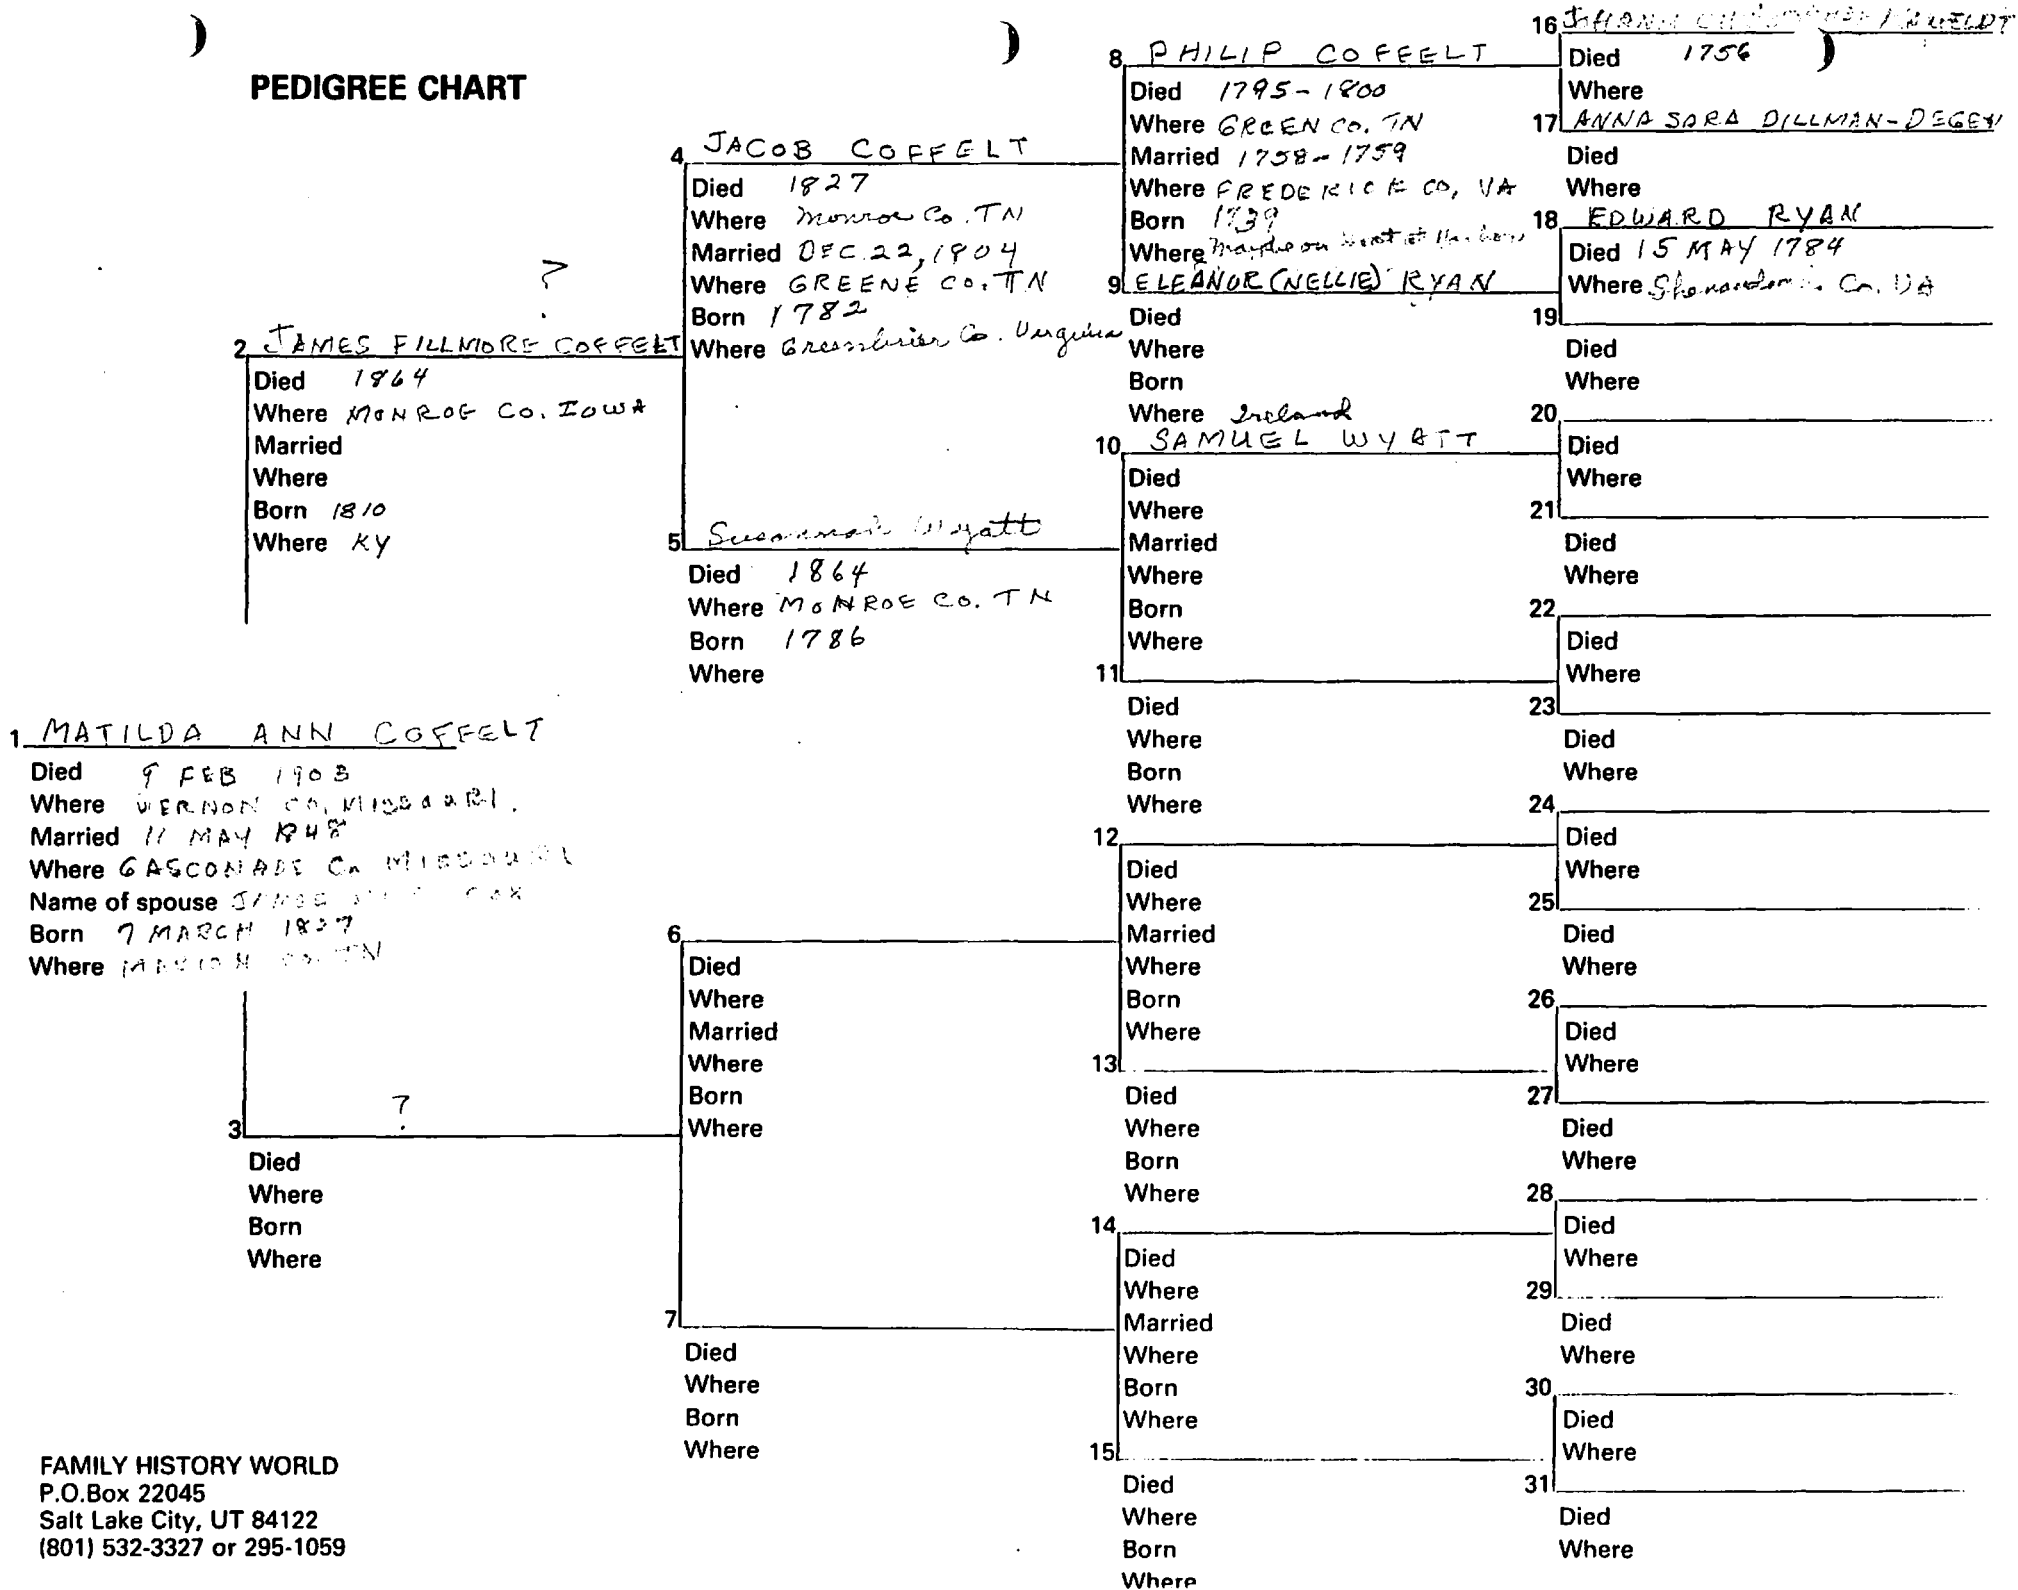 PEDIGREE CHART
1 MATILDA ANN COFFELT
Died 9 FEB 1903
Where VERNON CO, MISSOURI.
Married 11 MAY 1848
Where GASCONADE Co MISSOURI
Name of spouse COX
Born 7 MARCH 1827
Where MARION CO. TN
?
2 JAMES FILLMORE COFFELT
Died 1864
Where MONROE CO. IOWA
Married
Where
Born 1810
Where KY
3 ?
Died
Where
Born
Where
4 JACOB COFFELT
Died 1827
Where Monroe Co. TN
Married DEC. 22, 1804
Where GREENE CO. TN
Born 1782
Where Greenbrier Co. Virginia
5 Susannah Wyatt
Died 1864
Where MONROE CO. TN
Born 1786
Where
6
Died
Where
Married
Where
Born
Where
7
Died
Where
Born
Where
8 PHILIP COFFELT
Died 1795-1800
Where GREEN CO. TN
Married 1758-1759
Where FREDERICK CO, VA
Born 1739
Where Maybe on
9 ELEANOR (NELLIE) RYAN
Died
Where
Born
Where Ireland
10 SAMUEL WYATT
Died
Where
Married
Where
Born
Where
11
Died
Where
Born
Where
12
Died
Where
Married
Where
Born
Where
13
Died
Where
Born
Where
14
Died
Where
Married
Where
Born
Where
15
Died
Where
Born
Where
16 JOHANN
Died 1756
Where
17 ANNA SARA DILLMAN-DEGEN
Died
Where
18 EDWARD RYAN
Died 15 MAY 1784
Where Shenandoah Co. VA
19
Died
Where
20
Died
Where
21
Died
Where
22
Died
Where
23
Died
Where
24
Died
Where
25
Died
Where
26
Died
Where
27
Died
Where
28
Died
Where
29
Died
Where
30
Died
Where
31
Died
Where
FAMILY HISTORY WORLD
P.O.Box 22045
Salt Lake City, UT 84122
(801) 532-3327 or 295-1059